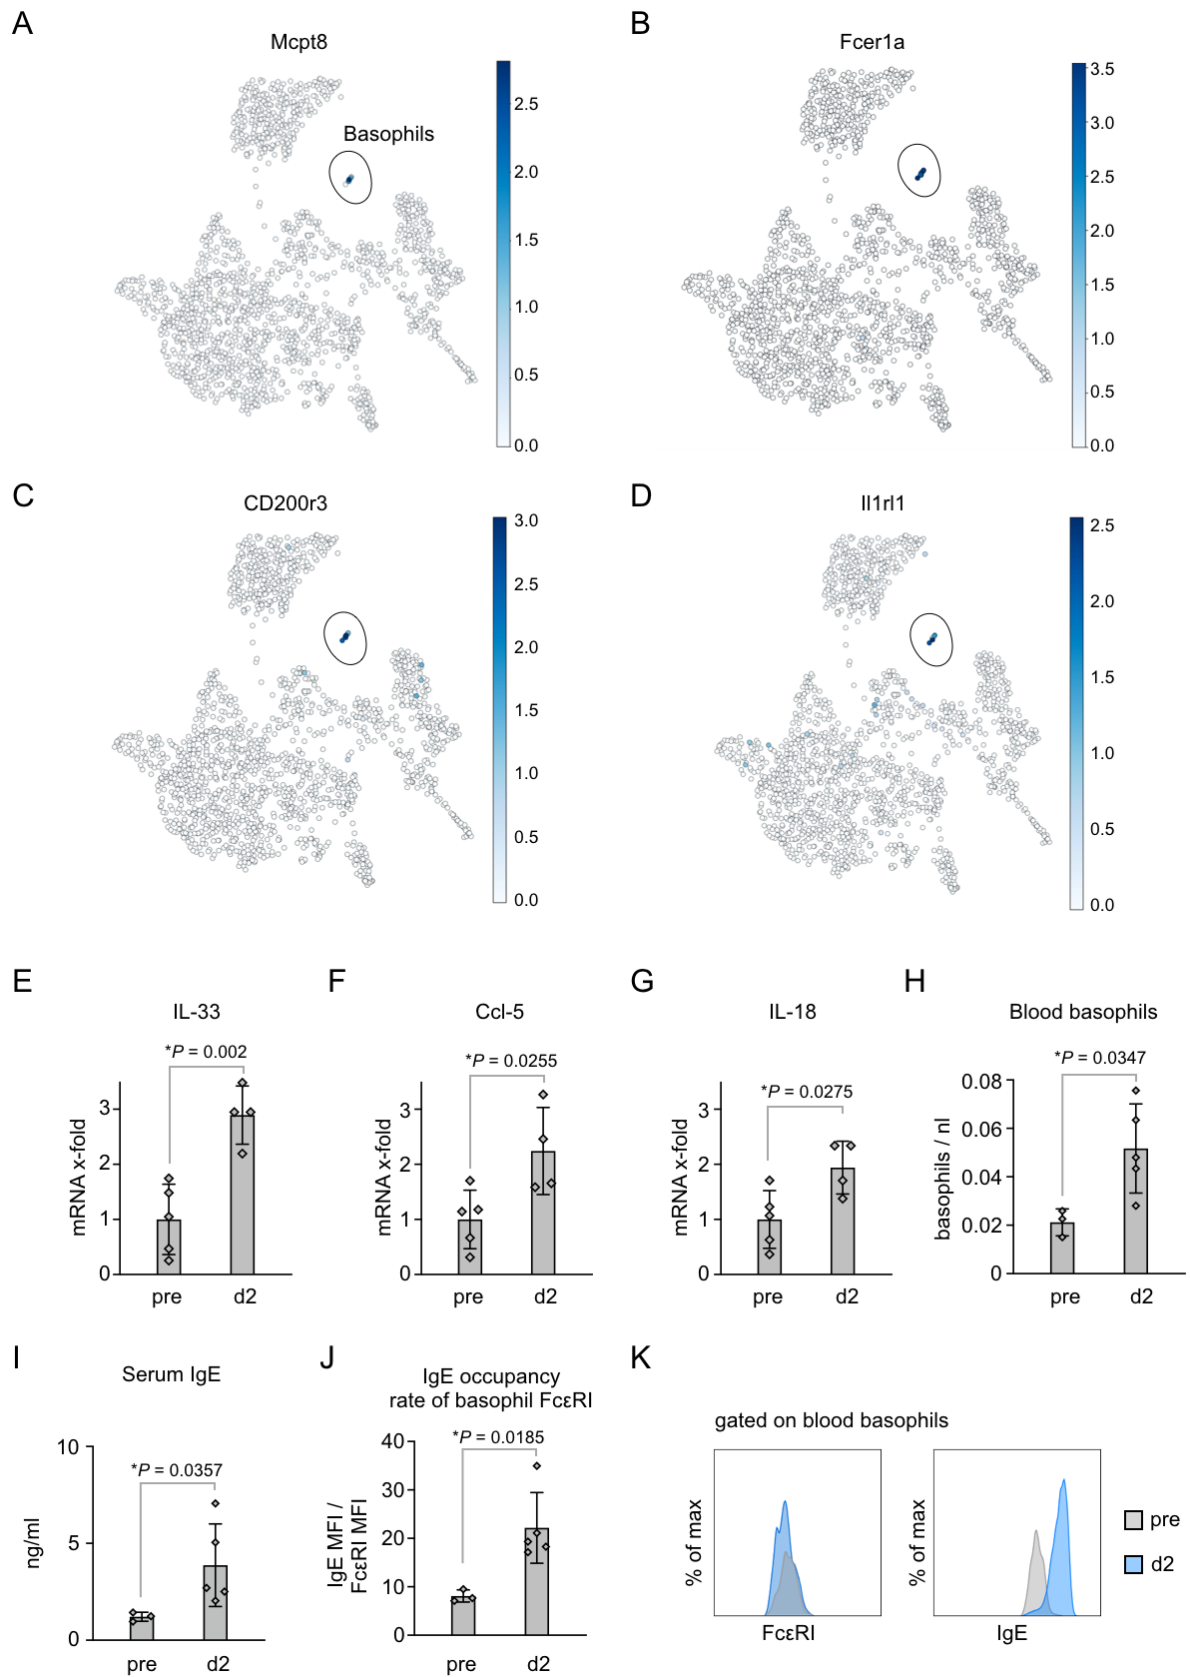 A
Mcpt8
Basophils
2.5
2.0
1.5
1.0
0.5
0.0
B
Fcer1a
3.5
3.0
2.5
2.0
1.5
1.0
0.5
0.0
C
CD200r3
3.0
2.5
2.0
1.5
1.0
0.5
0.0
D
Il1rl1
2.5
2.0
1.5
1.0
0.5
0.0
E
IL-33
*P = 0.002
mRNA x-fold
3
2
1
0
pre
d2
F
Ccl-5
*P = 0.0255
mRNA x-fold
3
2
1
0
pre
d2
G
IL-18
*P = 0.0275
mRNA x-fold
3
2
1
0
pre
d2
H
Blood basophils
*P = 0.0347
basophils / nl
0.08
0.06
0.04
0.02
0
pre
d2
I
Serum IgE
*P = 0.0357
ng/ml
10
5
0
pre
d2
J
IgE occupancy
rate of basophil FcεRI
*P = 0.0185
IgE MFI /
FcεRI MFI
40
30
20
10
0
pre
d2
K
gated on blood basophils
% of max
FcεRI
% of max
IgE
pre
d2